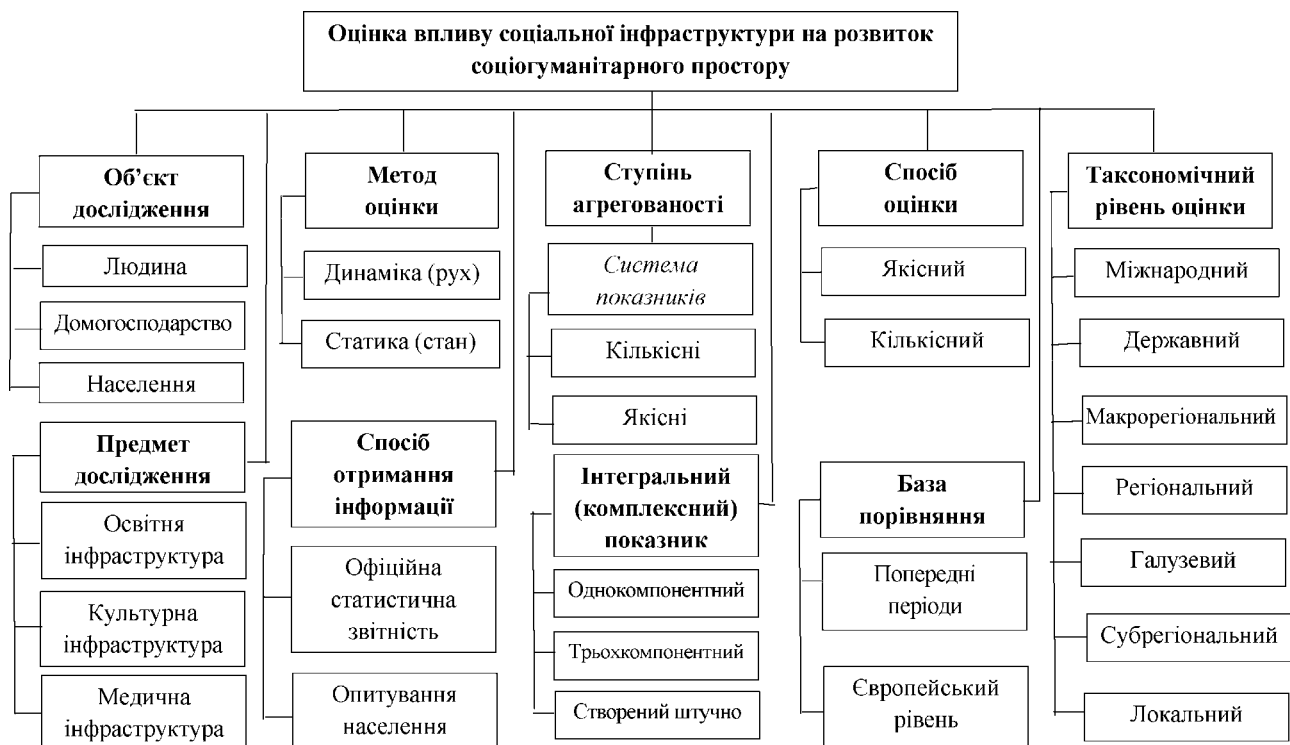 Оцінка впливу соціальної інфраструктури на розвиток
соціогуманітарного простору
Об’єкт
дослідження
Людина
Домогосподарство
Населення
Предмет
дослідження
Освітня
інфраструктура
Культурна
інфраструктура
Медична
інфраструктура
Метод
оцінки
Динаміка (рух)
Статика (стан)
Спосіб
отримання
інформації
Офіційна
статистична
звітність
Опитування
населення
Ступінь
агрегованості
Система
показників
Кількісні
Якісні
Інтегральний
(комплексний)
показник
Однокомпонентний
Трьохкомпонентний
Створений штучно
Спосіб
оцінки
Якісний
Кількісний
База
порівняння
Попередні
періоди
Європейський
рівень
Таксономічний
рівень оцінки
Міжнародний
Державний
Макрорегіональний
Регіональний
Галузевий
Субрегіональний
Локальний